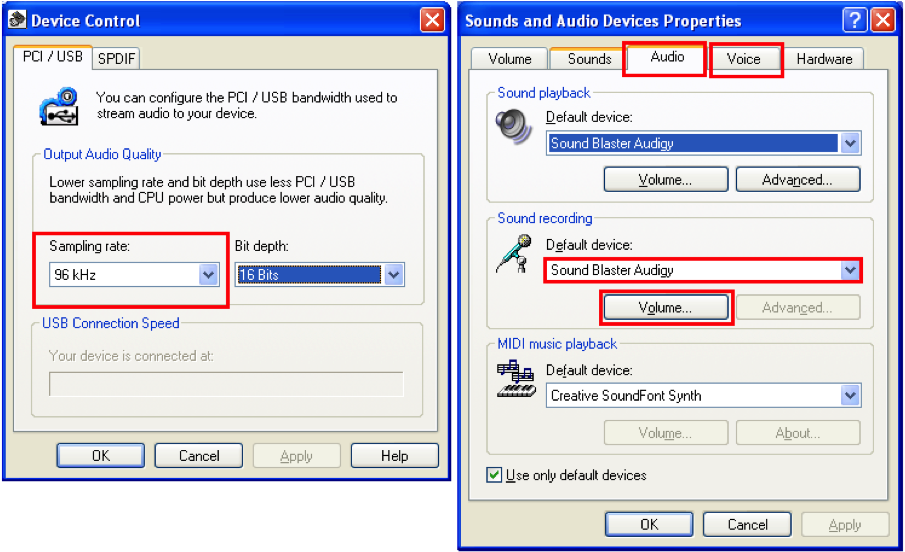 Device Control
PCI / USB
SPDIF
You can configure the PCI / USB bandwidth used to
stream audio to your device.
Output Audio Quality
Lower sampling rate and bit depth use less PCI / USB
bandwidth and CPU power but produce lower audio quality.
Sampling rate:
Bit depth:
96 kHz
16 Bits
USB Connection Speed
Your device is connected at:
OK
Cancel
Apply
Help
Sounds and Audio Devices Properties
Volume
Sounds
Audio
Voice
Hardware
Sound playback
Default device:
Sound Blaster Audigy
Volume...
Advanced...
Sound recording
Default device:
Sound Blaster Audigy
Volume...
Advanced...
MIDI music playback
Default device:
Creative SoundFont Synth
Volume...
About...
Use only default devices
OK
Cancel
Apply